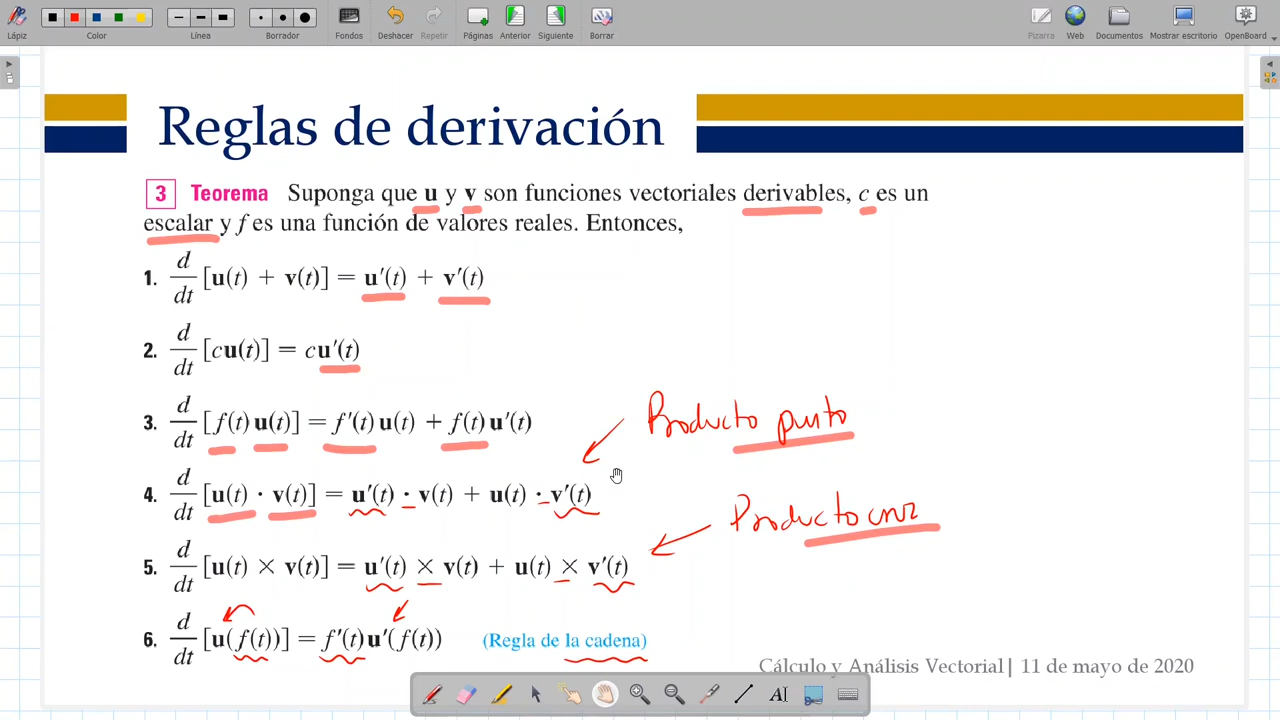 Lápiz Color Línea Borrador Fondos Deshacer Repetir Páginas Anterior Siguiente Borrar Pizarra Web Documentos Mostrar escritorio OpenBoard
Reglas de derivación
3 Teorema Suponga que u y v son funciones vectoriales derivables, c es un
escalar y f es una función de valores reales. Entonces,
1. d/dt [u(t) + v(t)] = u′(t) + v′(t)
2. d/dt [cu(t)] = cu′(t)
3. d/dt [f(t) u(t)] = f′(t) u(t) + f(t) u′(t)
Producto punto
4. d/dt [u(t) · v(t)] = u′(t) · v(t) + u(t) · v′(t)
Producto cruz
5. d/dt [u(t) × v(t)] = u′(t) × v(t) + u(t) × v′(t)
6. d/dt [u(f(t))] = f′(t)u′(f(t)) (Regla de la cadena)
Cálculo y Análisis Vectorial| 11 de mayo de 2020
AI